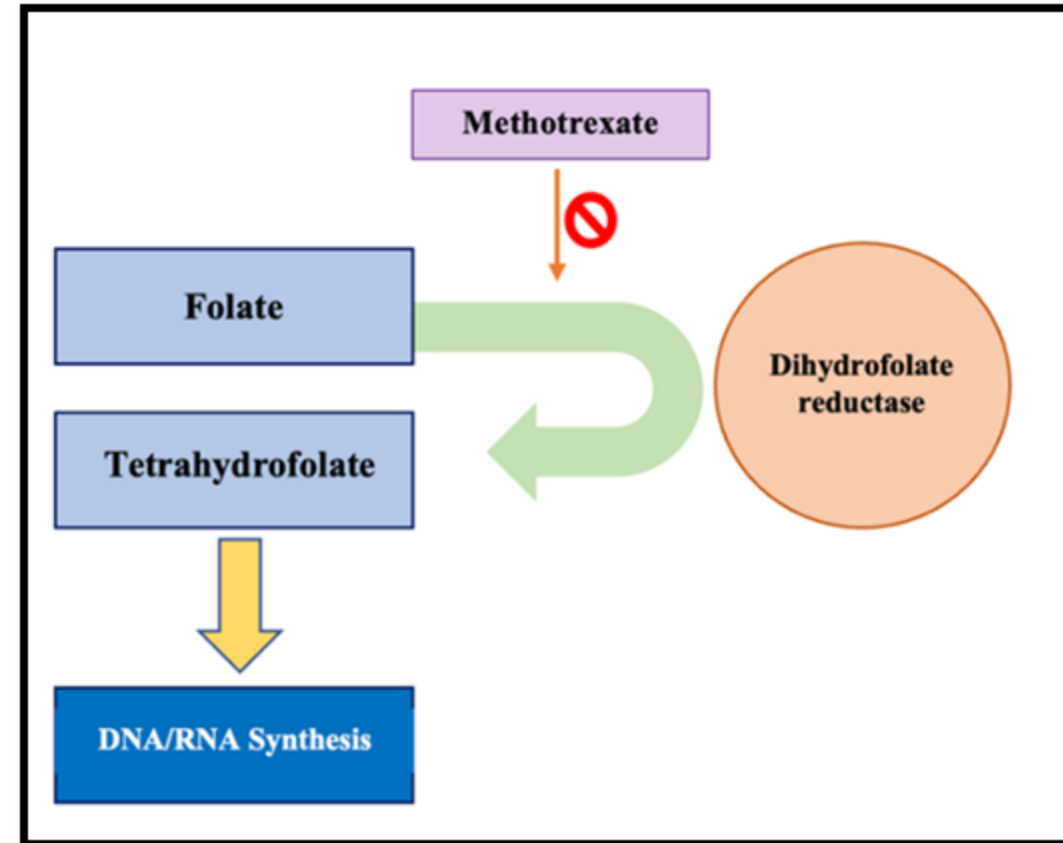 Methotrexate
Folate
Dihydrofolate
reductase
Tetrahydrofolate
DNA/RNA Synthesis